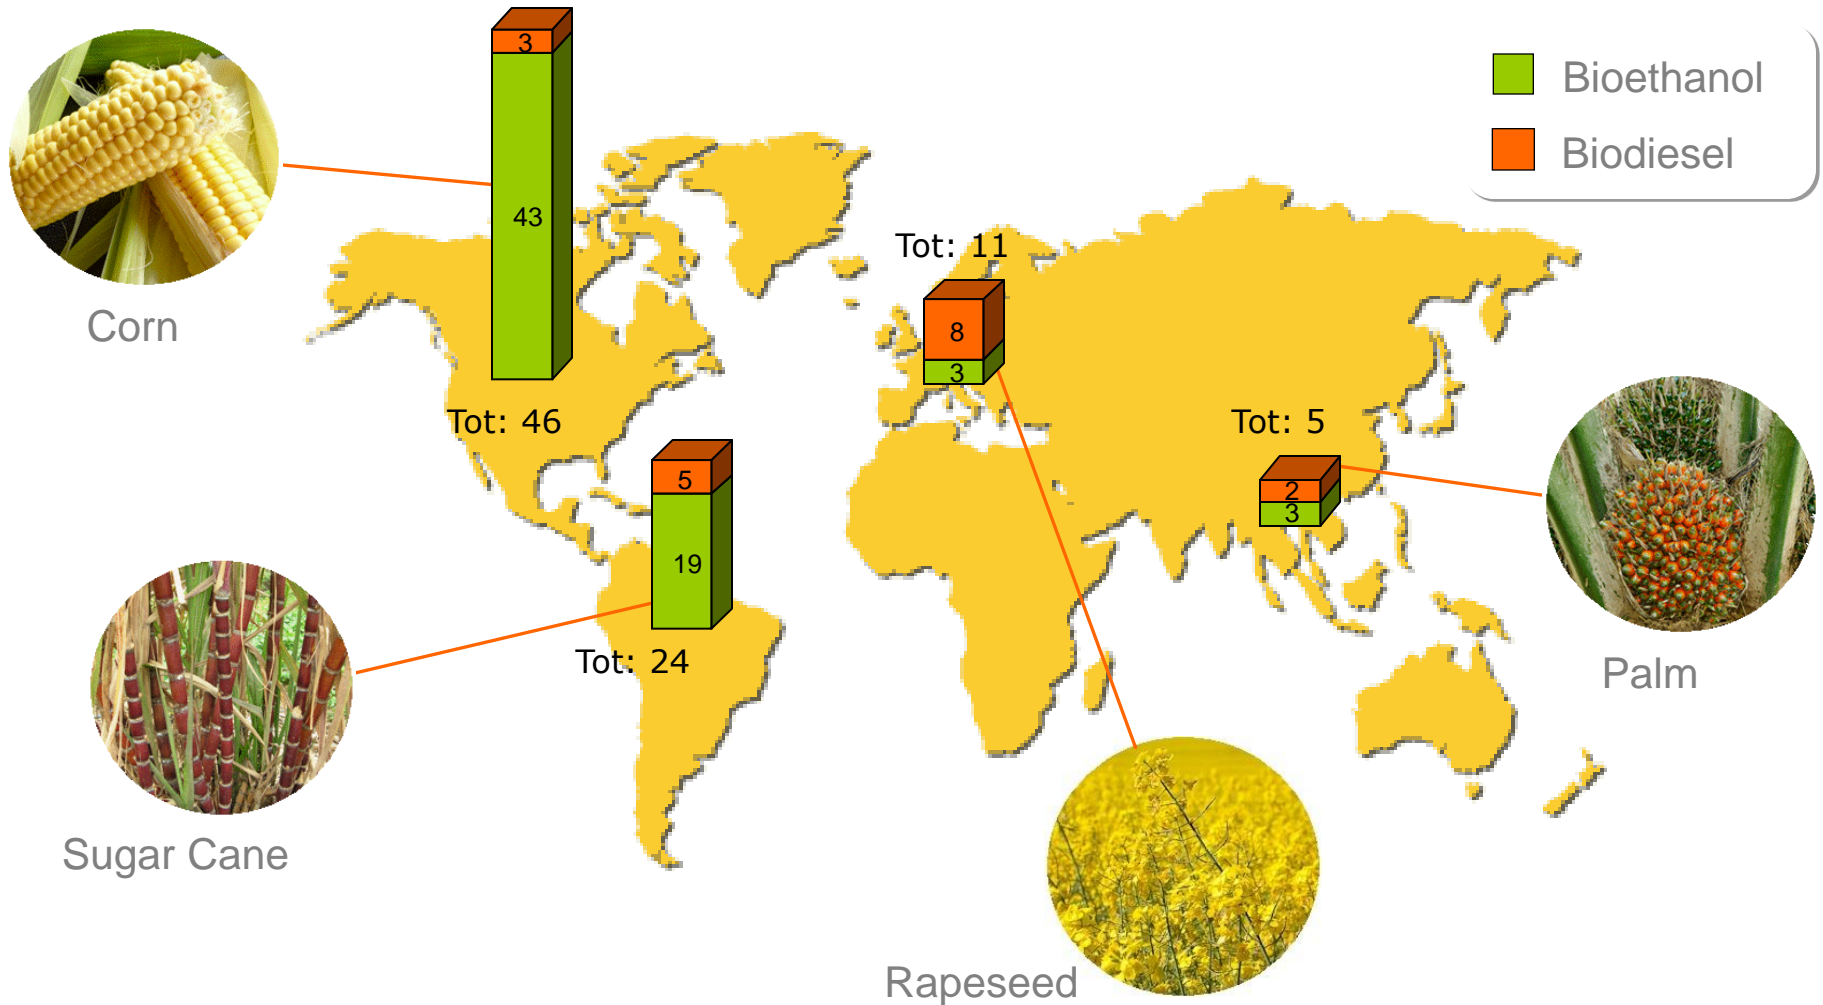 3
43
Corn
Tot: 46
Bioethanol
Biodiesel
Tot: 11
8
3
Tot: 5
2
3
Palm
5
19
Tot: 24
Sugar Cane
Rapeseed